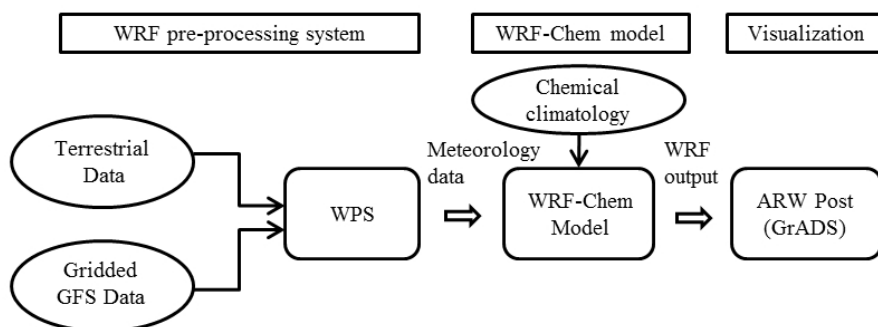 WRF pre-processing system
WRF-Chem model
Visualization
Chemical
climatology
Terrestrial
Data
Meteorology
data
WRF
output
WPS
WRF-Chem
Model
ARW Post
(GrADS)
Gridded
GFS Data